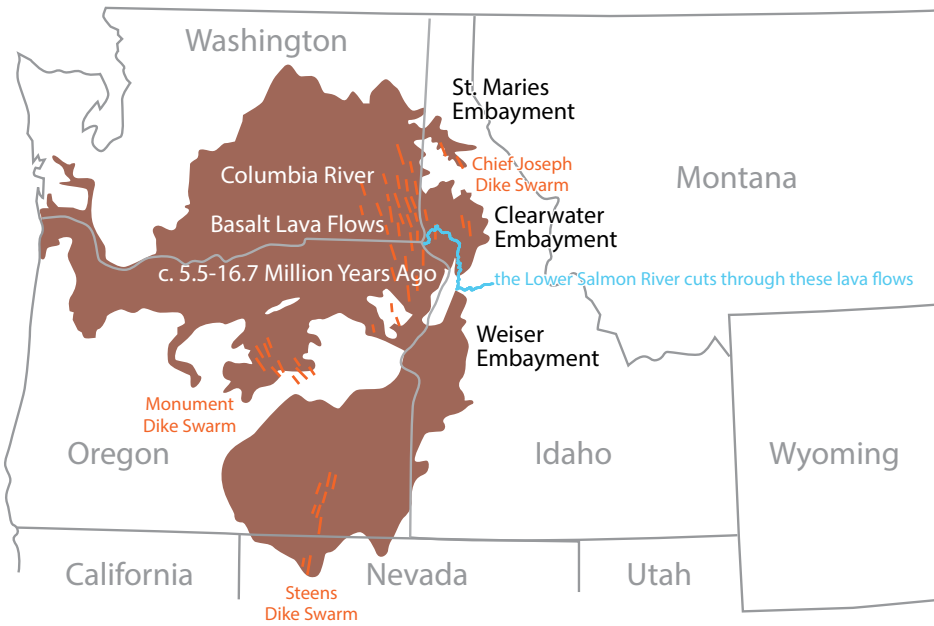 Washington
St. Maries
Embayment
Chief Joseph
Dike Swarm
Columbia River
Montana
Basalt Lava Flows
Clearwater
Embayment
c. 5.5-16.7 Million Years Ago
the Lower Salmon River cuts through these lava flows
Weiser
Embayment
Monument
Dike Swarm
Oregon
Idaho
Wyoming
California
Nevada
Utah
Steens
Dike Swarm